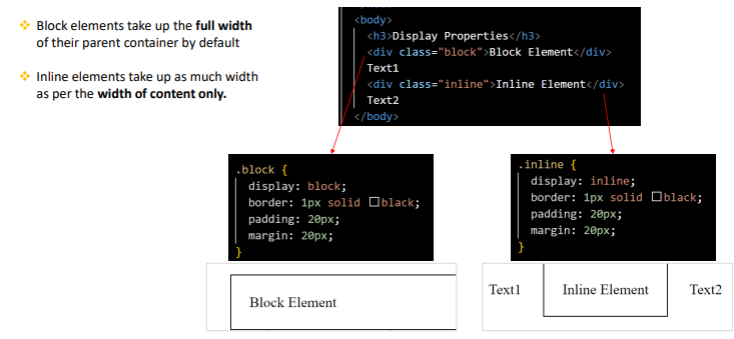 ❖ Block elements take up the full width
of their parent container by default
❖ Inline elements take up as much width
as per the width of content only.
<body>
<h3>Display Properties</h3>
<div class="block">Block Element</div>
Text1
<div class="inline">Inline Element</div>
Text2
</body>
.block {
display: block;
border: 1px solid black;
padding: 20px;
margin: 20px;
}
.inline {
display: inline;
border: 1px solid black;
padding: 20px;
margin: 20px;
}
Block Element
Text1 Inline Element Text2